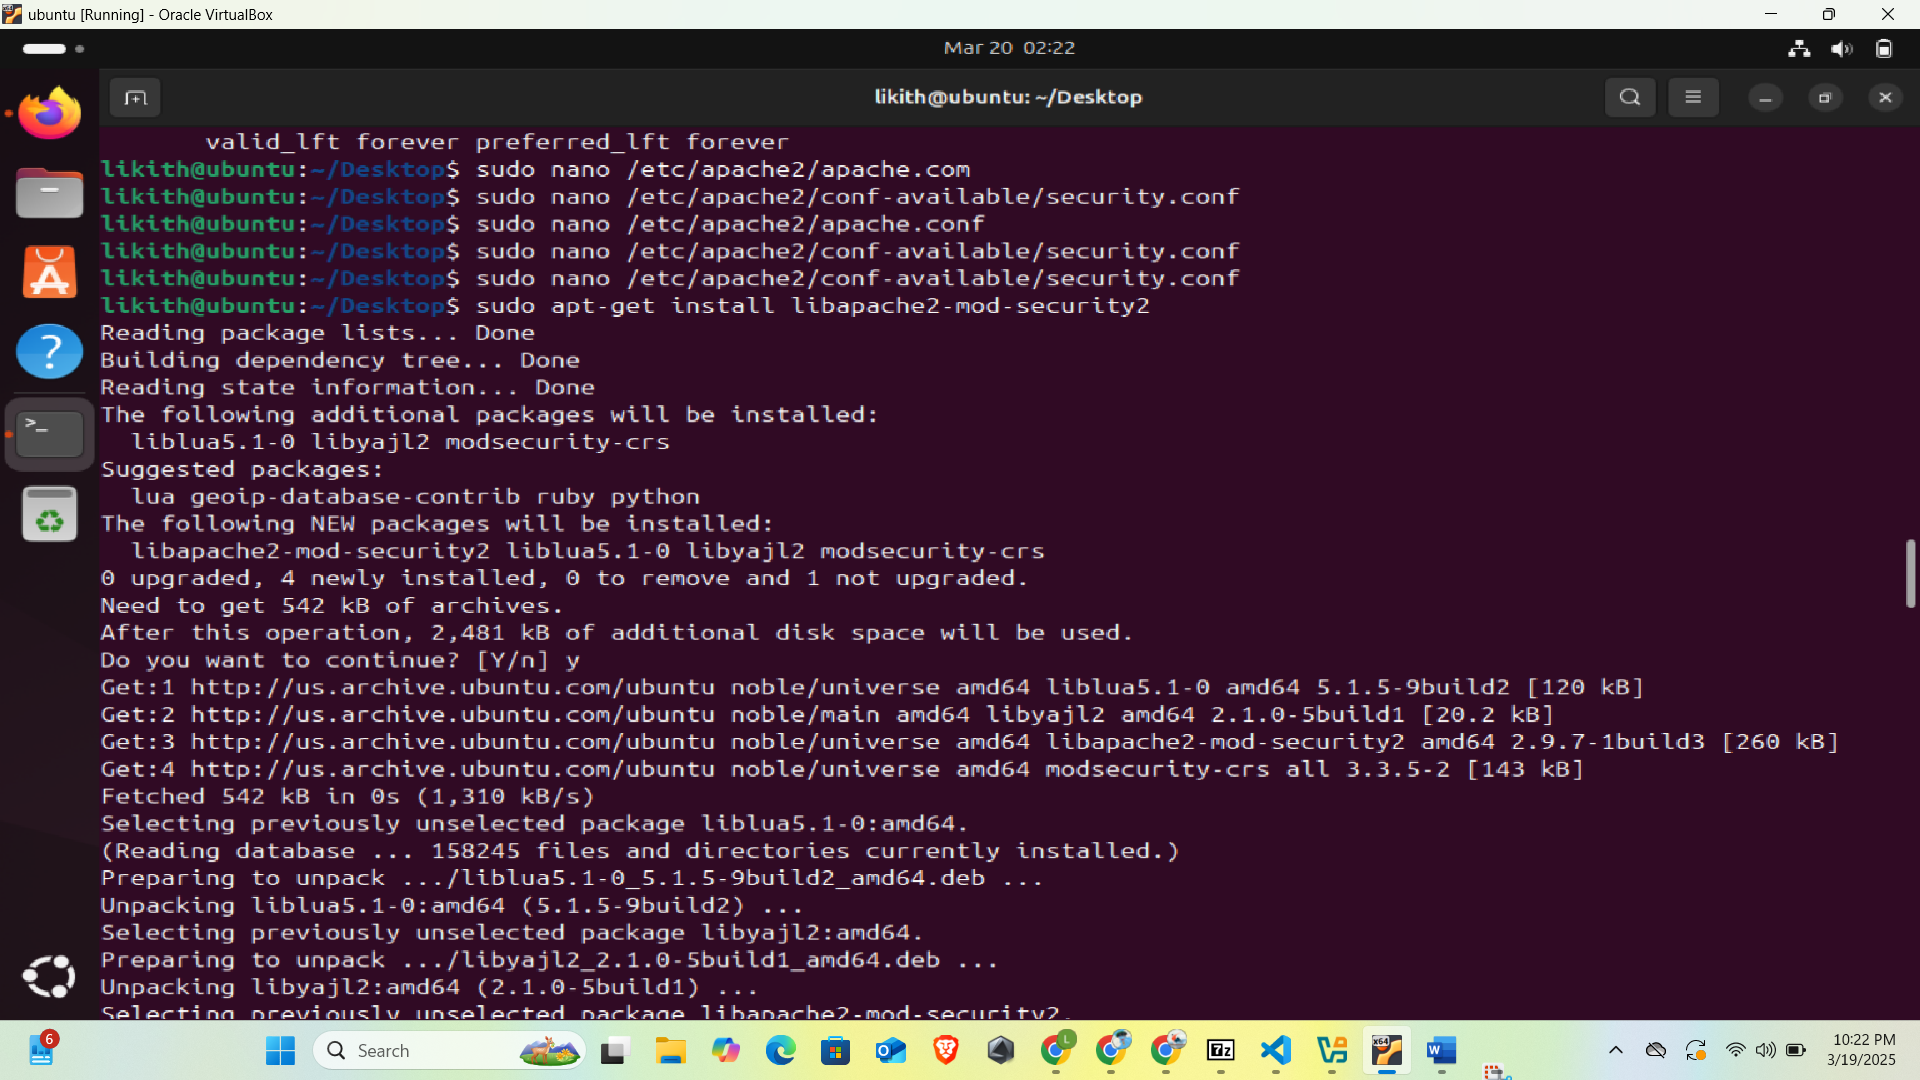 ubuntu [Running] - Oracle VirtualBox
Mar 20 02:22
likith@ubuntu: ~/Desktop
valid_lft forever preferred_lft forever
likith@ubuntu:~/Desktop$ sudo nano /etc/apache2/apache.com
likith@ubuntu:~/Desktop$ sudo nano /etc/apache2/conf-available/security.conf
likith@ubuntu:~/Desktop$ sudo nano /etc/apache2/apache.conf
likith@ubuntu:~/Desktop$ sudo nano /etc/apache2/conf-available/security.conf
likith@ubuntu:~/Desktop$ sudo nano /etc/apache2/conf-available/security.conf
likith@ubuntu:~/Desktop$ sudo apt-get install libapache2-mod-security2
Reading package lists... Done
Building dependency tree... Done
Reading state information... Done
The following additional packages will be installed:
liblua5.1-0 libyajl2 modsecurity-crs
Suggested packages:
lua geoip-database-contrib ruby python
The following NEW packages will be installed:
libapache2-mod-security2 liblua5.1-0 libyajl2 modsecurity-crs
0 upgraded, 4 newly installed, 0 to remove and 1 not upgraded.
Need to get 542 kB of archives.
After this operation, 2,481 kB of additional disk space will be used.
Do you want to continue? [Y/n] y
Get:1 http://us.archive.ubuntu.com/ubuntu noble/universe amd64 liblua5.1-0 amd64 5.1.5-9build2 [120 kB]
Get:2 http://us.archive.ubuntu.com/ubuntu noble/main amd64 libyajl2 amd64 2.1.0-5build1 [20.2 kB]
Get:3 http://us.archive.ubuntu.com/ubuntu noble/universe amd64 libapache2-mod-security2 amd64 2.9.7-1build3 [260 kB]
Get:4 http://us.archive.ubuntu.com/ubuntu noble/universe amd64 modsecurity-crs all 3.3.5-2 [143 kB]
Fetched 542 kB in 0s (1,310 kB/s)
Selecting previously unselected package liblua5.1-0:amd64.
(Reading database ... 158245 files and directories currently installed.)
Preparing to unpack .../liblua5.1-0_5.1.5-9build2_amd64.deb ...
Unpacking liblua5.1-0:amd64 (5.1.5-9build2) ...
Selecting previously unselected package libyajl2:amd64.
Preparing to unpack .../libyajl2_2.1.0-5build1_amd64.deb ...
Unpacking libyajl2:amd64 (2.1.0-5build1) ...
Selecting previously unselected package libapache2-mod-security2.
6
Search
10:22 PM
3/19/2025